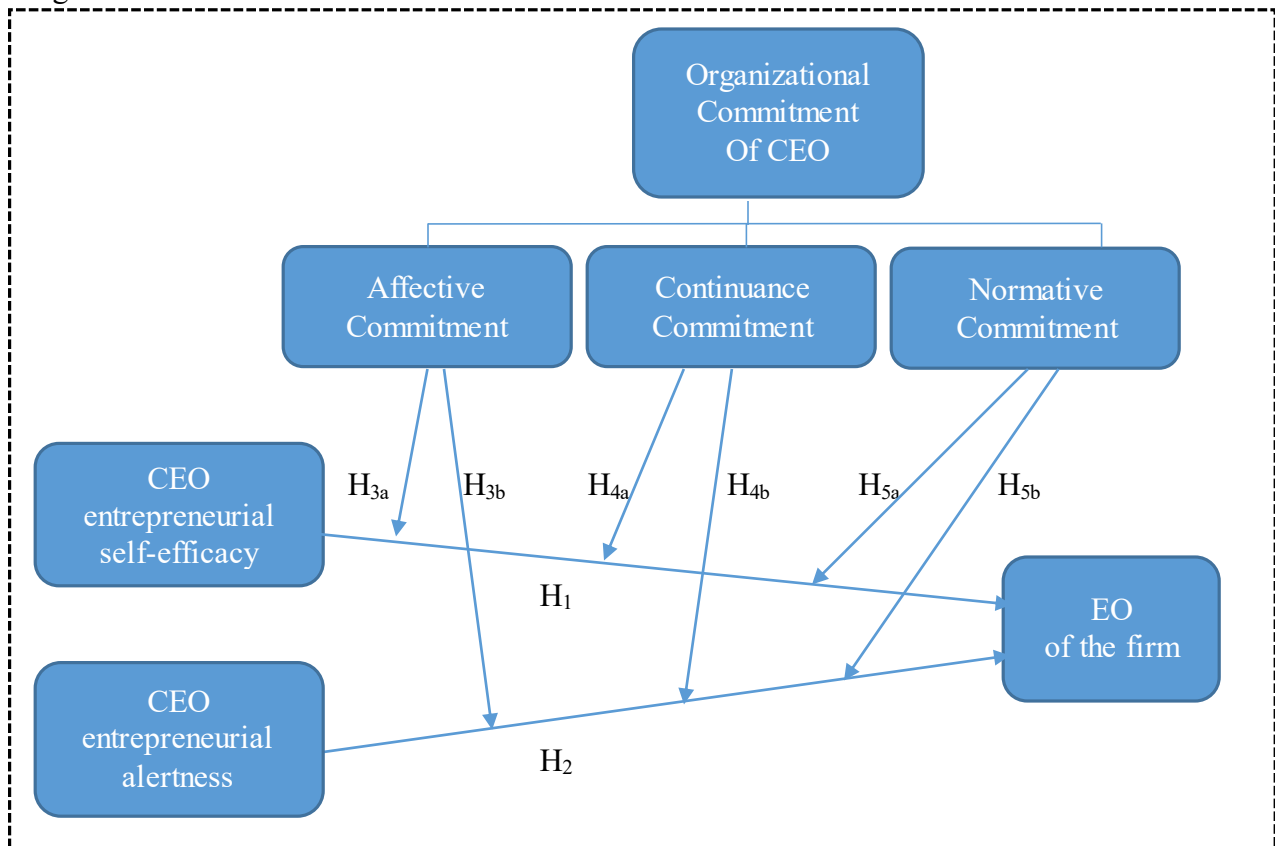 Organizational
Commitment
Of CEO
Affective
Commitment
Continuance
Commitment
Normative
Commitment
CEO
entrepreneurial
self-efficacy
H3a
H3b
H4a
H4b
H5a
H5b
H1
EO
of the firm
CEO
entrepreneurial
alertness
H2